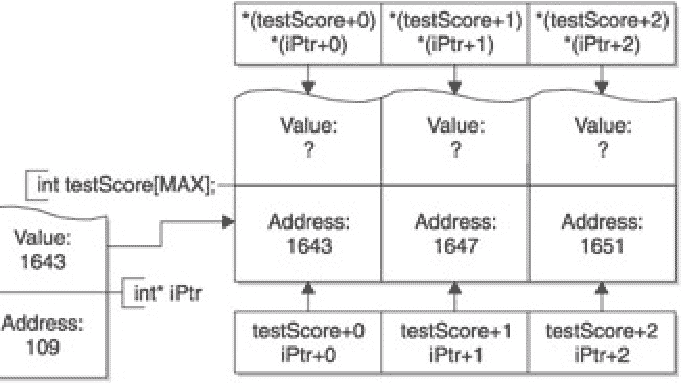 *(testScore+0) *(testScore+1) *(testScore+2)
*(iPtr+0) *(iPtr+1) *(iPtr+2)
Value: Value: Value:
? ? ?
int testScore[MAX];
Address: Address: Address:
1643 1647 1651
Value:
1643
int* iPtr
Address:
109
testScore+0 testScore+1 testScore+2
iPtr+0 iPtr+1 iPtr+2